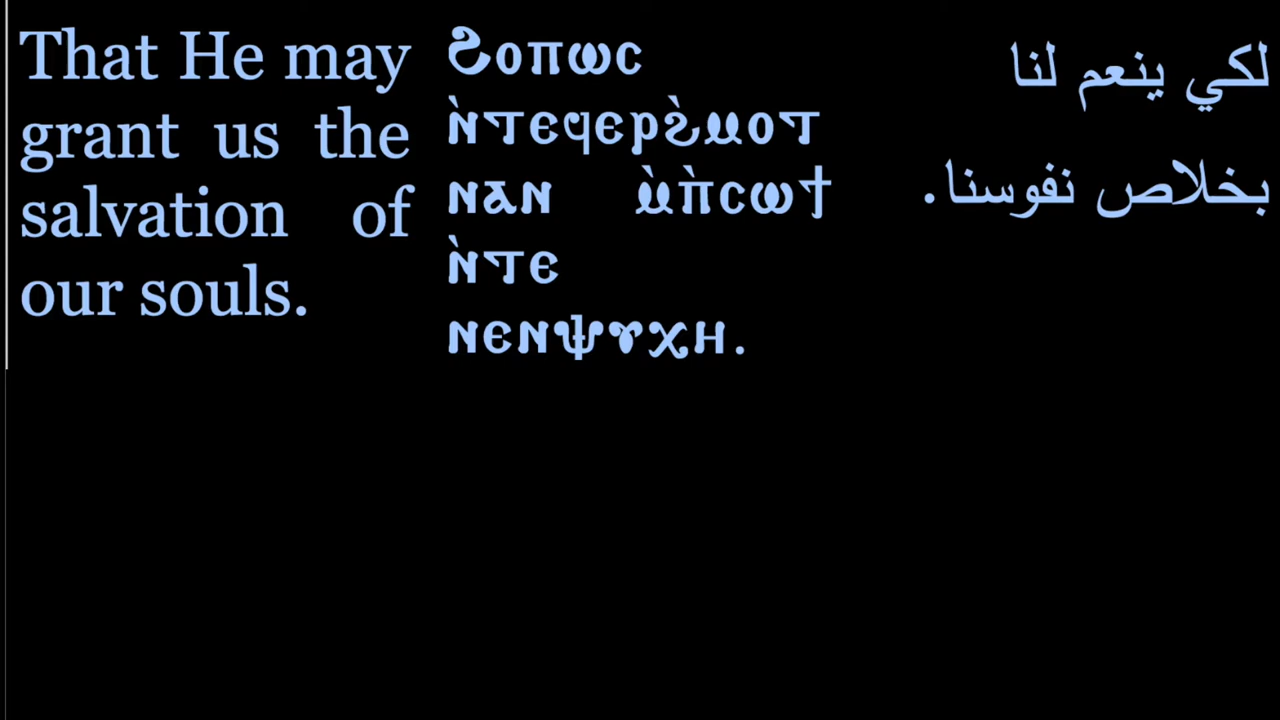 That He may
grant us the
salvation of
our souls.
Ϩⲟⲡⲱⲥ
ⲛ̀ⲧⲉϥⲉⲣϩ̀ⲙⲟⲧ
ⲛⲁⲛ ⲙ̀ⲡ̀ⲥⲱϯ
ⲛ̀ⲧⲉ
ⲛⲉⲛⲯⲩⲭⲏ.
لكي ينعم لنا
بخلاص نفوسنا.